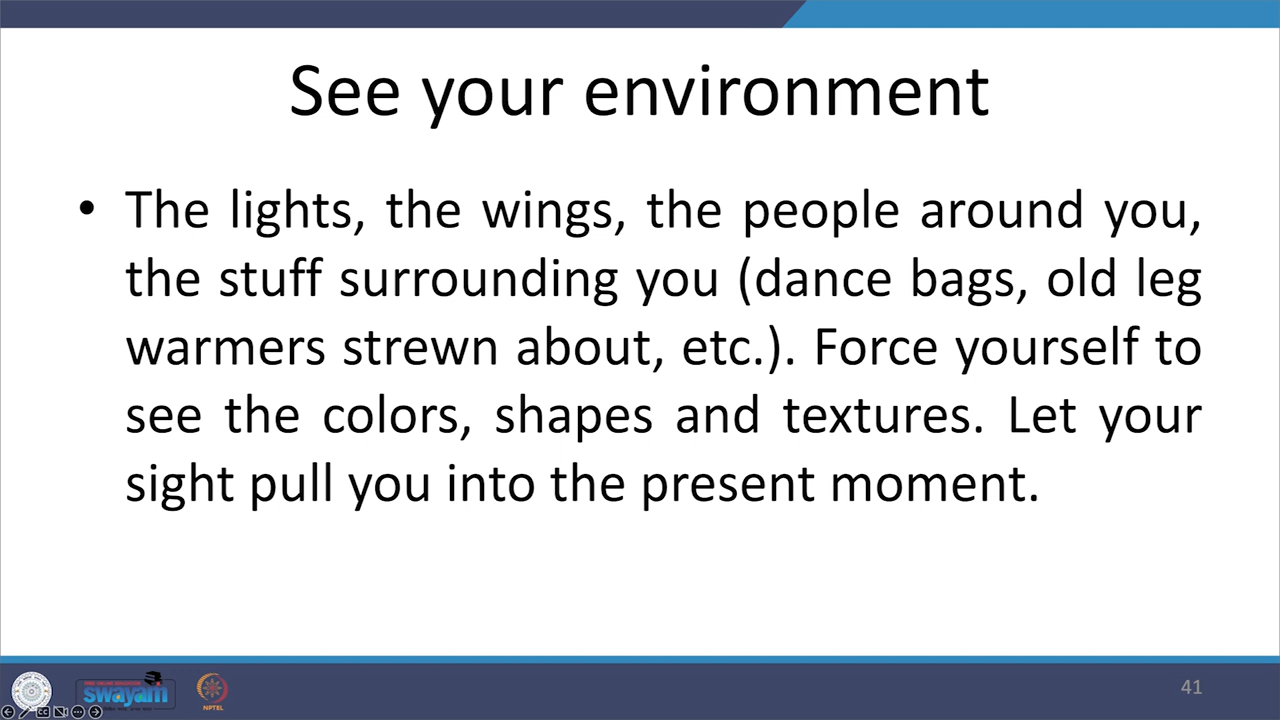 See your environment
• The lights, the wings, the people around you,
the stuff surrounding you (dance bags, old leg
warmers strewn about, etc.). Force yourself to
see the colors, shapes and textures. Let your
sight pull you into the present moment.
swayam
NPTEL
41